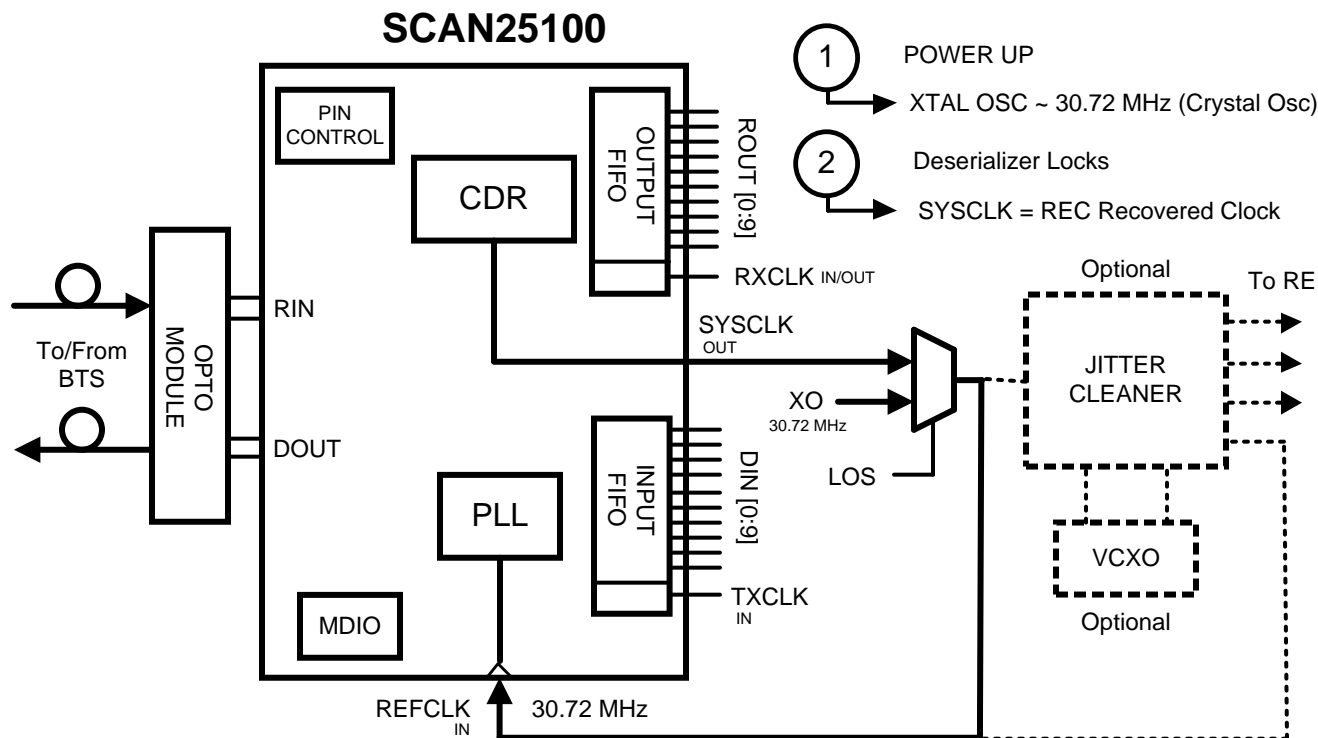 SCAN25100
1
POWER UP
XTAL OSC ~ 30.72 MHz (Crystal Osc)
2
Deserializer Locks
SYSCLK = REC Recovered Clock
PIN
CONTROL
CDR
OUTPUT
FIFO
ROUT [0:9]
RXCLK IN/OUT
SYSCLK
OUT
To/From
BTS
OPTO
MODULE
RIN
DOUT
XO
30.72 MHz
LOS
Optional
JITTER
CLEANER
To RE
VCXO
Optional
PLL
INPUT
FIFO
DIN [0:9]
TXCLK
IN
MDIO
REFCLK
IN
30.72 MHz